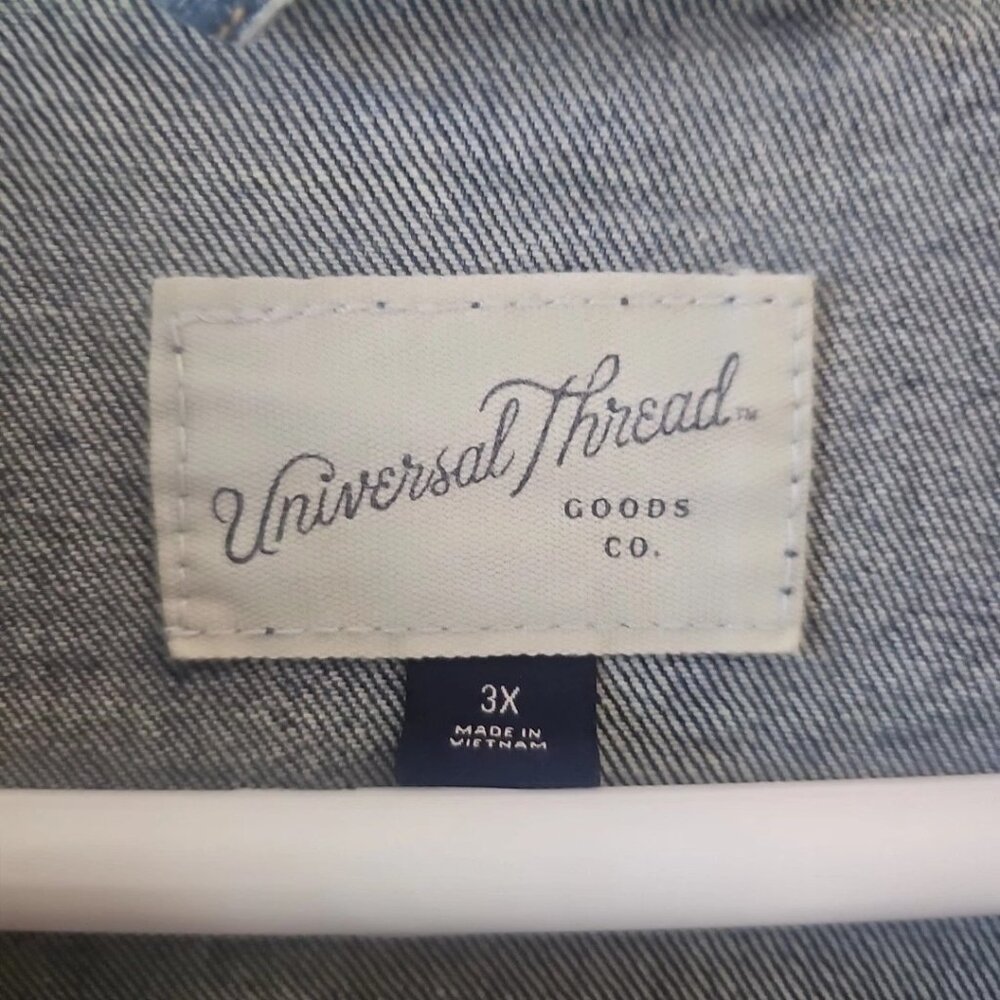 Universal Thread™
GOODS
CO.
3X
MADE IN
VIETNAM